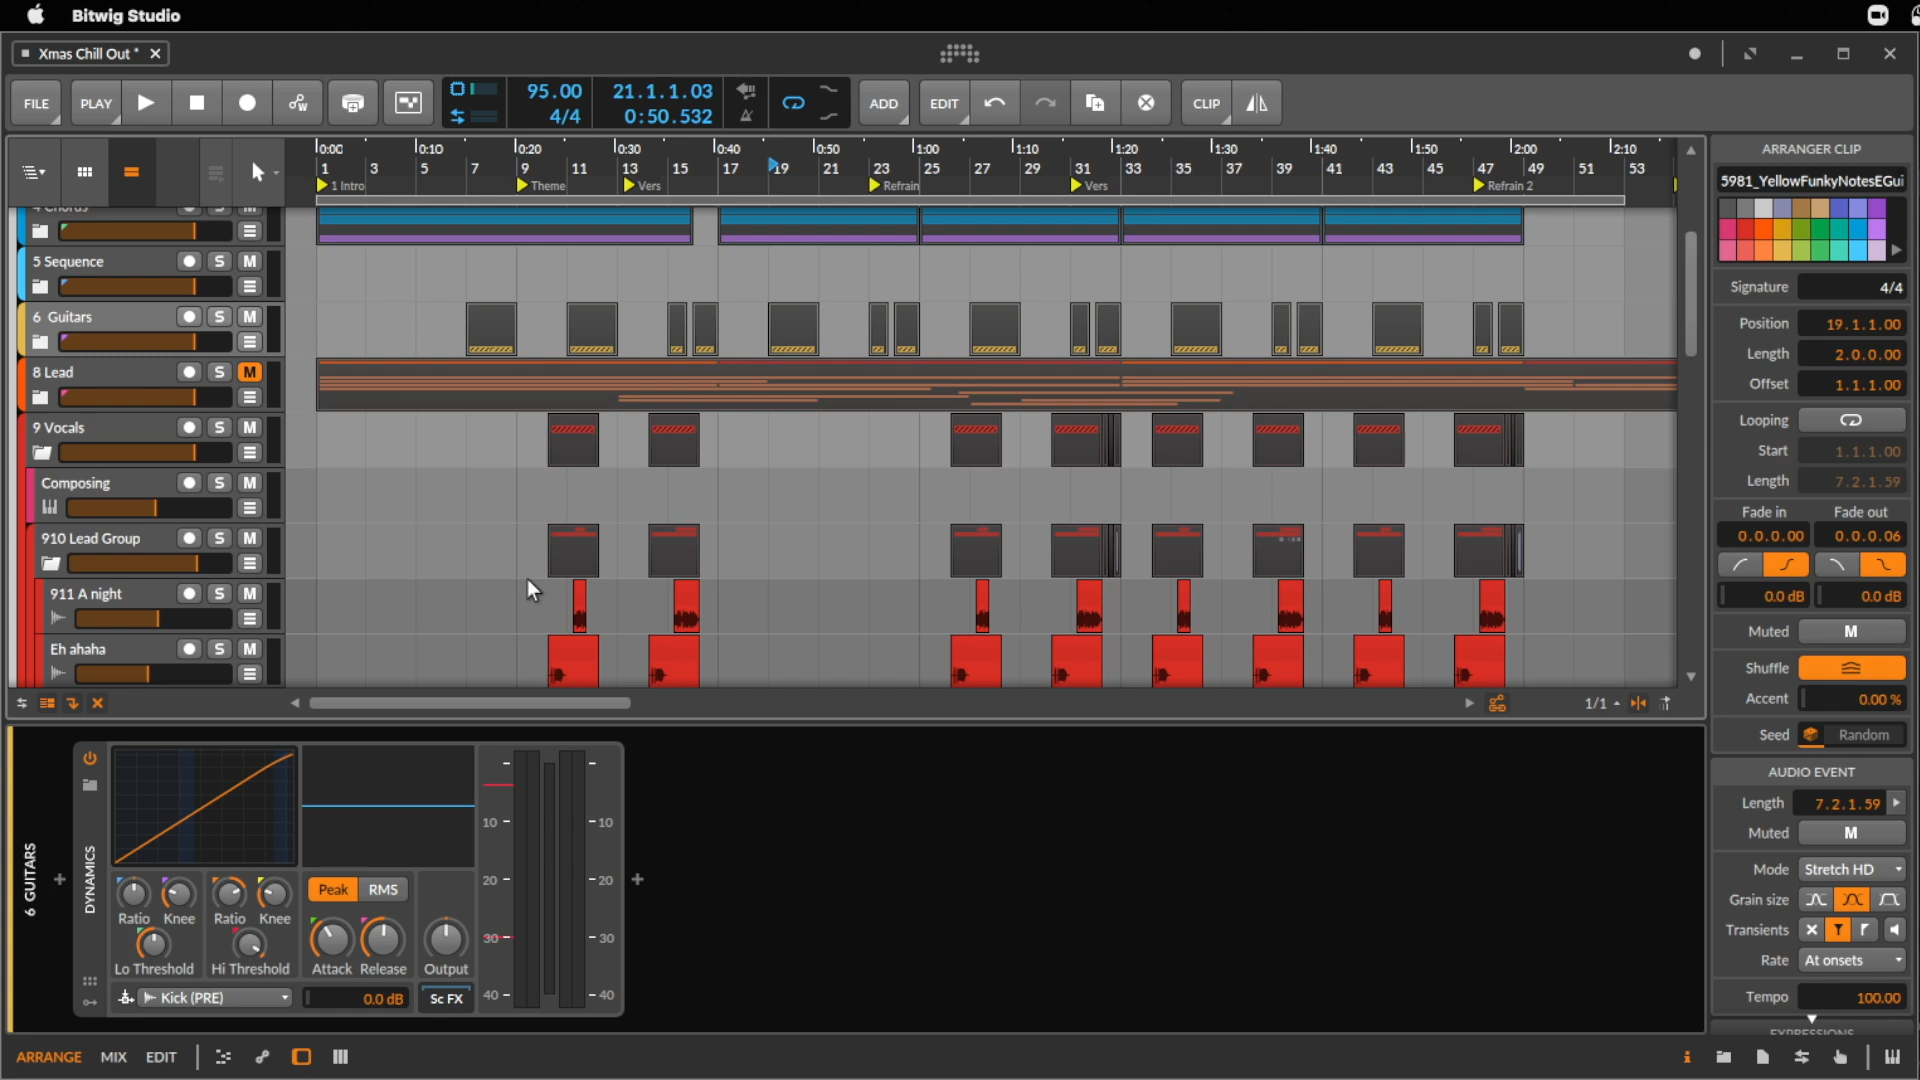 Bitwig Studio
Xmas Chill Out *
FILE PLAY 95.00 21.1.1.03 ADD EDIT CLIP
4/4 0:50.532
0:00 0:10 0:20 0:30 0:40 0:50 1:00 1:10 1:20 1:30 1:40 1:50 2:00 2:10
1 3 5 7 9 11 13 15 17 19 21 23 25 27 29 31 33 35 37 39 41 43 45 47 49 51 53
1 Intro Theme Vers Refrain Vers Refrain 2
4 Chords S M
5 Sequence S M
6 Guitars S M
8 Lead S M
9 Vocals S M
Composing S M
910 Lead Group S M
911 A night S M
Eh ahaha S M
1/1
ARRANGER CLIP
5981_YellowFunkyNotesEGui
Signature 4/4
Position 19.1.1.00
Length 2.0.0.00
Offset 1.1.1.00
Looping
Start 1.1.1.00
Length 7.2.1.59
Fade in Fade out
0.0.0.00 0.0.0.06
0.0 dB 0.0 dB
Muted M
Shuffle
Accent 0.00 %
Seed Random
AUDIO EVENT
Length 7.2.1.59
Muted M
Mode Stretch HD
Grain size
Transients
Rate At onsets
Tempo 100.00
EXPRESSIONS
6 GUITARS
DYNAMICS
Ratio Knee Ratio Knee
Lo Threshold Hi Threshold
Peak RMS
Attack Release Output
Kick (PRE) 0.0 dB Sc FX
10 10
20 20
30 30
40 40
ARRANGE MIX EDIT